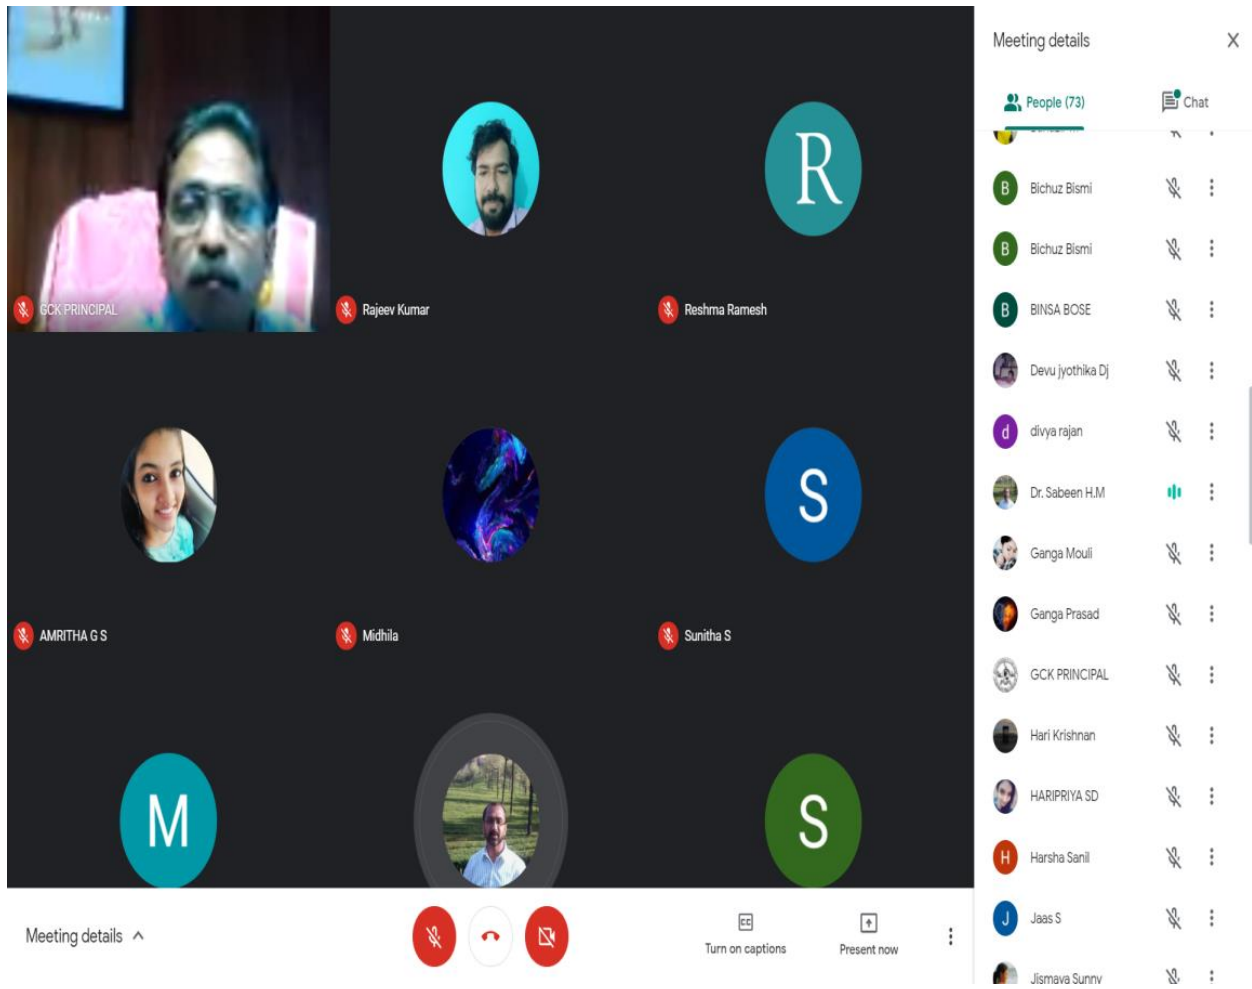 GCK PRINCIPAL
Rajeev Kumar
R
Reshma Ramesh
AMRITHA G S
Midhila
S
Sunitha S
M
S
Meeting details
Turn on captions
Present now
Meeting details
People (73)
Chat
B Bichuz Bismi
B Bichuz Bismi
B BINSA BOSE
Devu jyothika Dj
d divya rajan
Dr. Sabeen H.M
Ganga Mouli
Ganga Prasad
GCK PRINCIPAL
Hari Krishnan
HARIPRIYA SD
H Harsha Sanil
J Jaas S
Jismaya Sunny